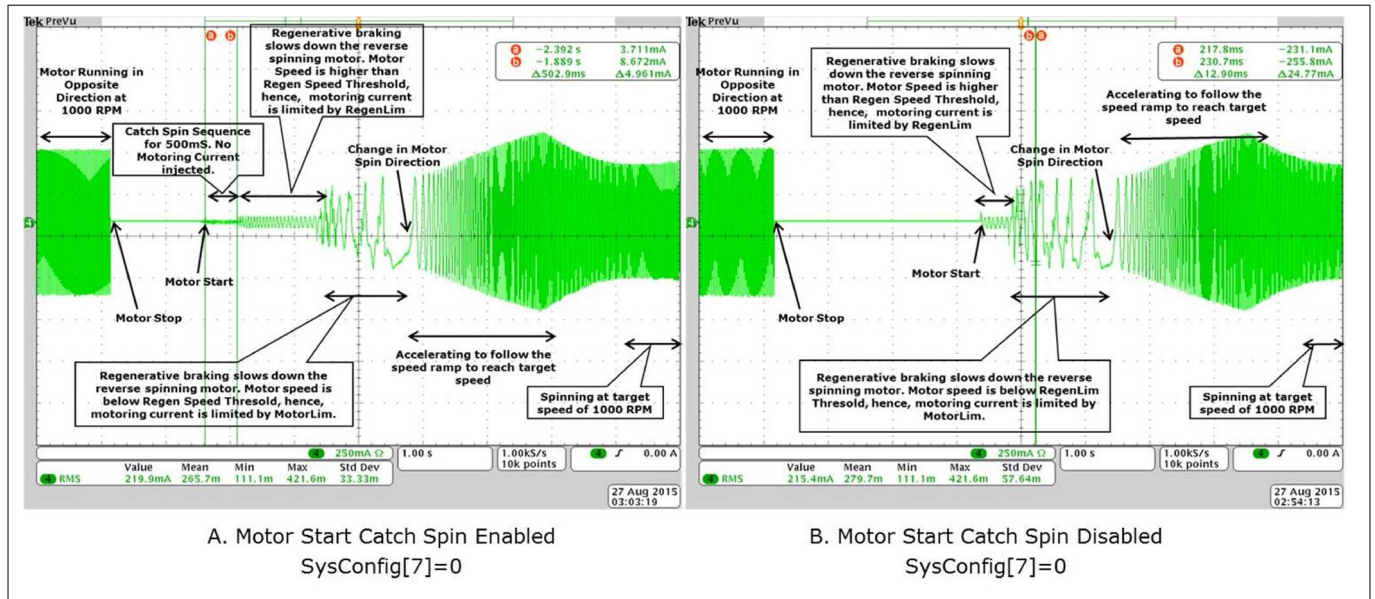 Tek PreVu
a b
a -2.392 s 3.711mA
b -1.889 s 8.672mA
Δ502.9ms Δ4.961mA
Motor Running in
Opposite
Direction at
1000 RPM
Regenerative braking
slows down the reverse
spinning motor. Motor
Speed is higher than
Regen Speed Threshold,
hence, motoring current
is limited by RegenLim
Catch Spin Sequence
for 500mS. No
Motoring Current
injected.
Change in Motor
Spin Direction
4
Motor Start
Motor Stop
Regenerative braking slows down the
reverse spinning motor. Motor speed is
below Regen Speed Thresold, hence,
motoring current is limited by MotorLim.
Accelerating to follow the
speed ramp to reach target
speed
Spinning at target
speed of 1000 RPM
4 250mA Ω
1.00 s
1.00kS/s
10k points
4 0.00 A
Value Mean Min Max Std Dev
4 RMS 219.9mA 265.7m 111.1m 421.6m 33.33m
27 Aug 2015
03:03:19
A. Motor Start Catch Spin Enabled
SysConfig[7]=0
Tek PreVu
b a
a 217.8ms -231.1mA
b 230.7ms -255.8mA
Δ12.90ms Δ24.77mA
Motor Running in
Opposite
Direction at
1000 RPM
Regenerative braking slows
down the reverse spinning
motor. Motor Speed is higher
than Regen Speed Threshold,
hence, motoring current is
limited by RegenLim
Accelerating to follow the
speed ramp to reach target
speed
Change in Motor
Spin Direction
4
Motor Start
Motor Stop
Regenerative braking slows down the reverse
spinning motor. Motor speed is below RegenLim
Thresold, hence, motoring current is limited by
MotorLim.
Spinning at target
speed of 1000 RPM
4 250mA Ω
1.00 s
1.00kS/s
10k points
4 0.00 A
Value Mean Min Max Std Dev
4 RMS 215.4mA 279.7m 111.1m 421.6m 57.64m
27 Aug 2015
02:54:13
B. Motor Start Catch Spin Disabled
SysConfig[7]=0